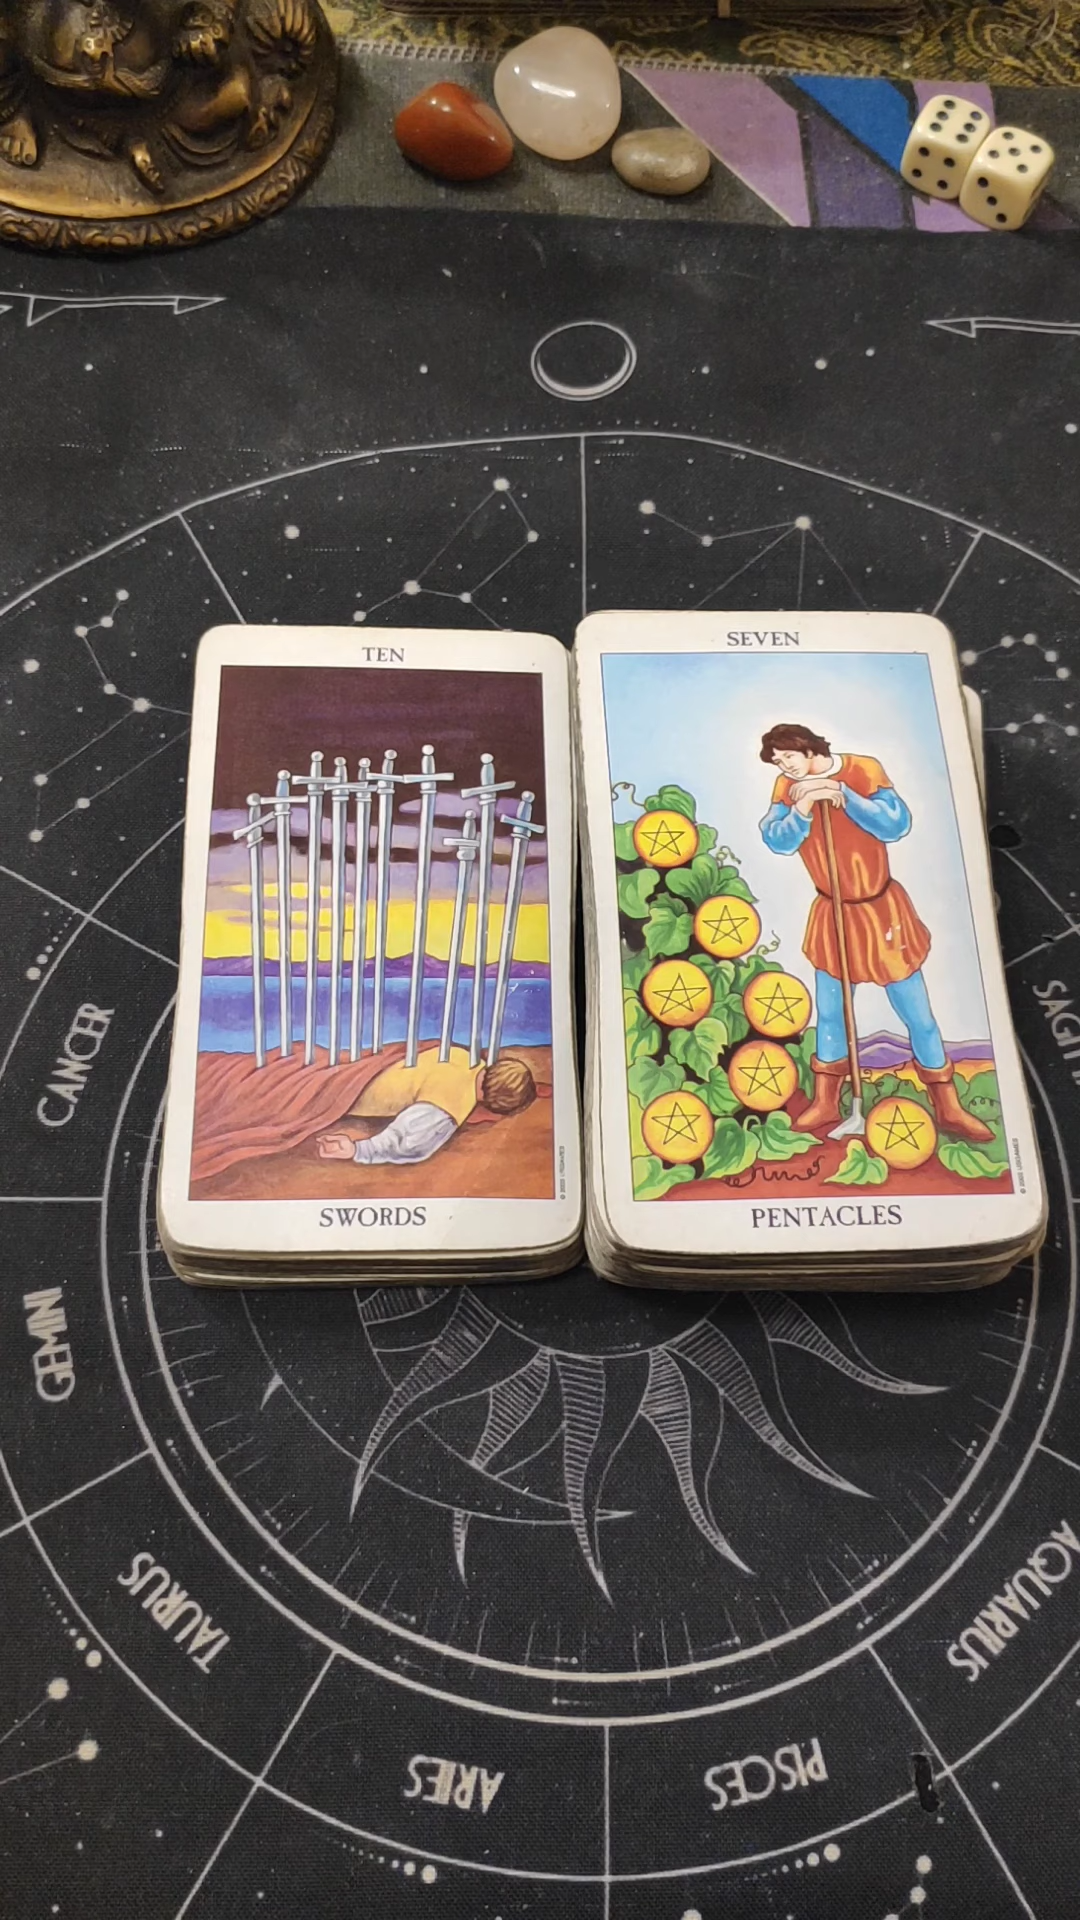 TEN
SEVEN
SWORDS
PENTACLES
CANCER
GEMINI
TAURUS
ARIES
PISCES
AQUARIUS